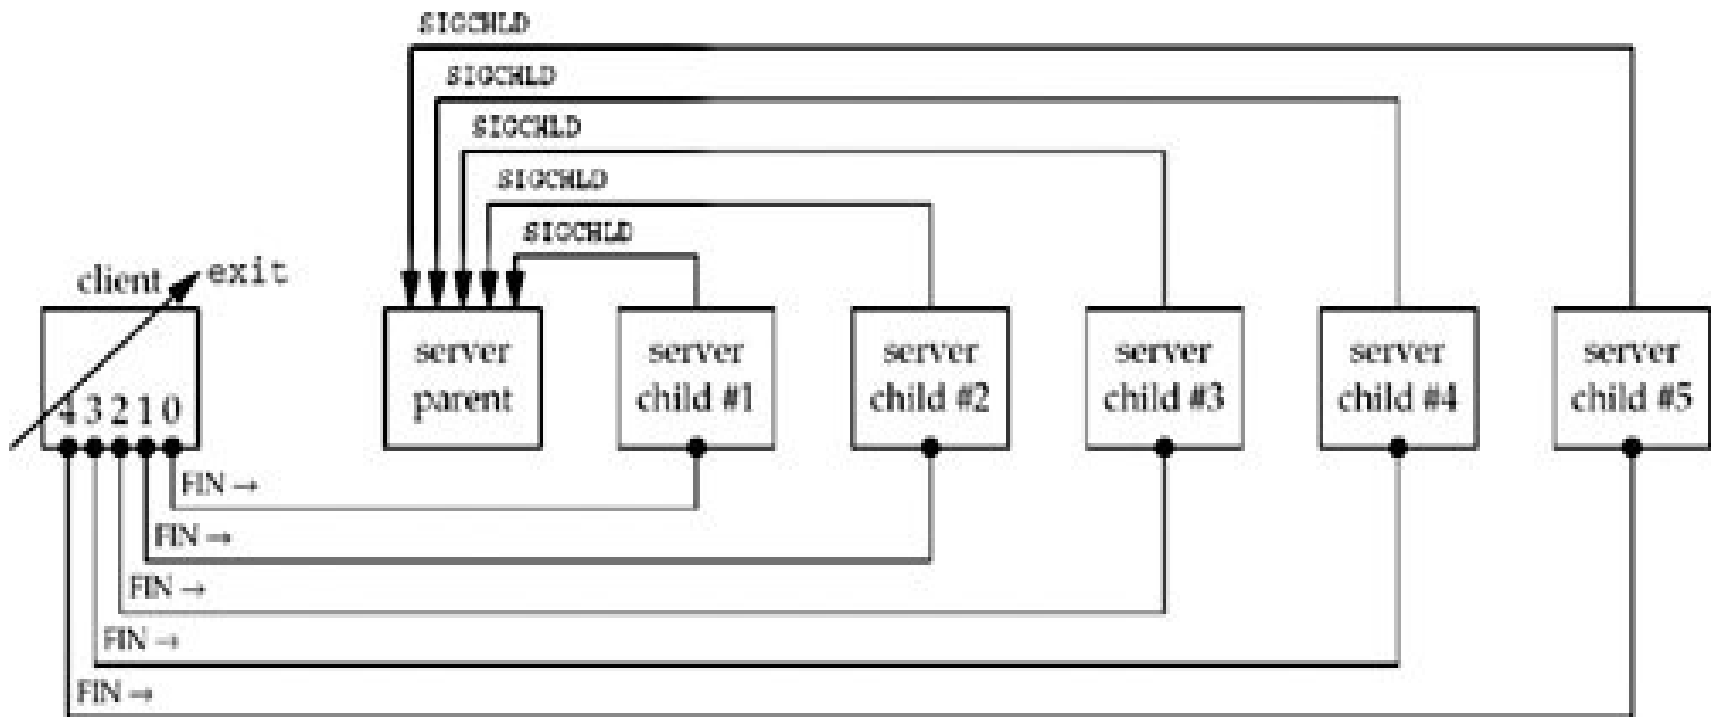 SIGCHLD
SIGCHLD
SIGCHLD
SIGCHLD
SIGCHLD
client
exit
4 3 2 1 0
server
parent
server
child #1
server
child #2
server
child #3
server
child #4
server
child #5
FIN →
FIN →
FIN →
FIN →
FIN →